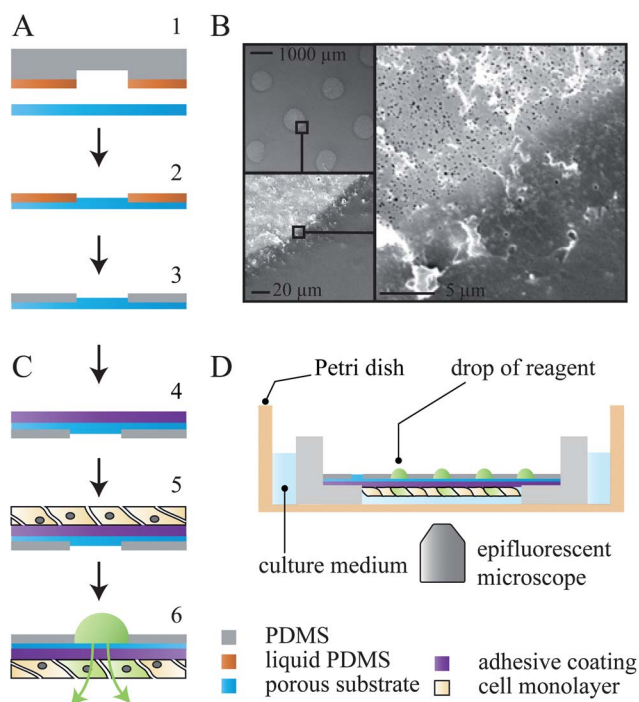 A
1
B
1000 µm
2
20 µm
5 µm
3
C
D
Petri dish
drop of reagent
4
5
culture medium
epifluorescent
microscope
6
PDMS
liquid PDMS
porous substrate
adhesive coating
cell monolayer